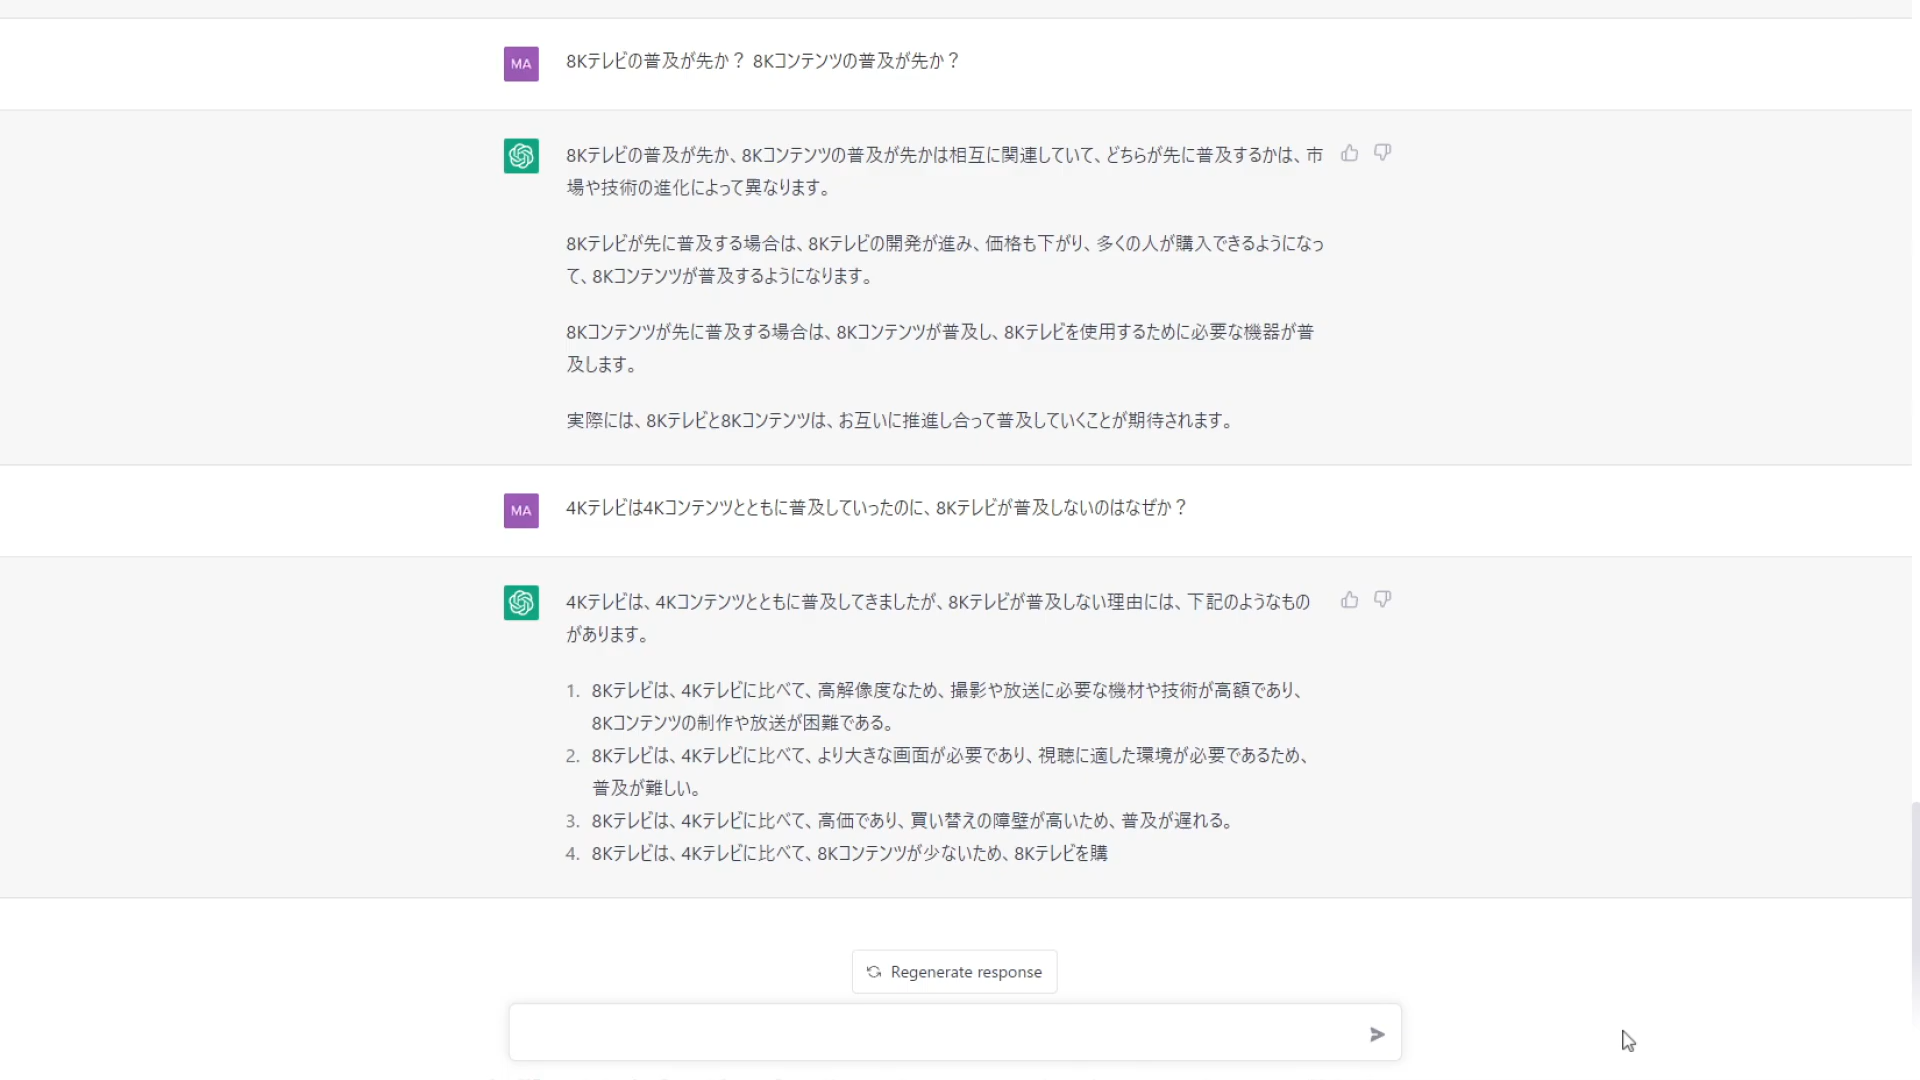 MA
8Kテレビの普及が先か？ 8Kコンテンツの普及が先か？
8Kテレビの普及が先か、8Kコンテンツの普及が先かは相互に関連していて、どちらが先に普及するかは、市
場や技術の進化によって異なります。
8Kテレビが先に普及する場合は、8Kテレビの開発が進み、価格も下がり、多くの人が購入できるようになっ
て、8Kコンテンツが普及するようになります。
8Kコンテンツが先に普及する場合は、8Kコンテンツが普及し、8Kテレビを使用するために必要な機器が普
及します。
実際には、8Kテレビと8Kコンテンツは、お互いに推進し合って普及していくことが期待されます。
MA
4Kテレビは4Kコンテンツとともに普及していったのに、8Kテレビが普及しないのはなぜか？
4Kテレビは、4Kコンテンツとともに普及してきましたが、8Kテレビが普及しない理由には、下記のようなもの
があります。
1. 8Kテレビは、4Kテレビに比べて、高解像度なため、撮影や放送に必要な機材や技術が高額であり、
8Kコンテンツの制作や放送が困難である。
2. 8Kテレビは、4Kテレビに比べて、より大きな画面が必要であり、視聴に適した環境が必要であるため、
普及が難しい。
3. 8Kテレビは、4Kテレビに比べて、高価であり、買い替えの障壁が高いため、普及が遅れる。
4. 8Kテレビは、4Kテレビに比べて、8Kコンテンツが少ないため、8Kテレビを購
Regenerate response